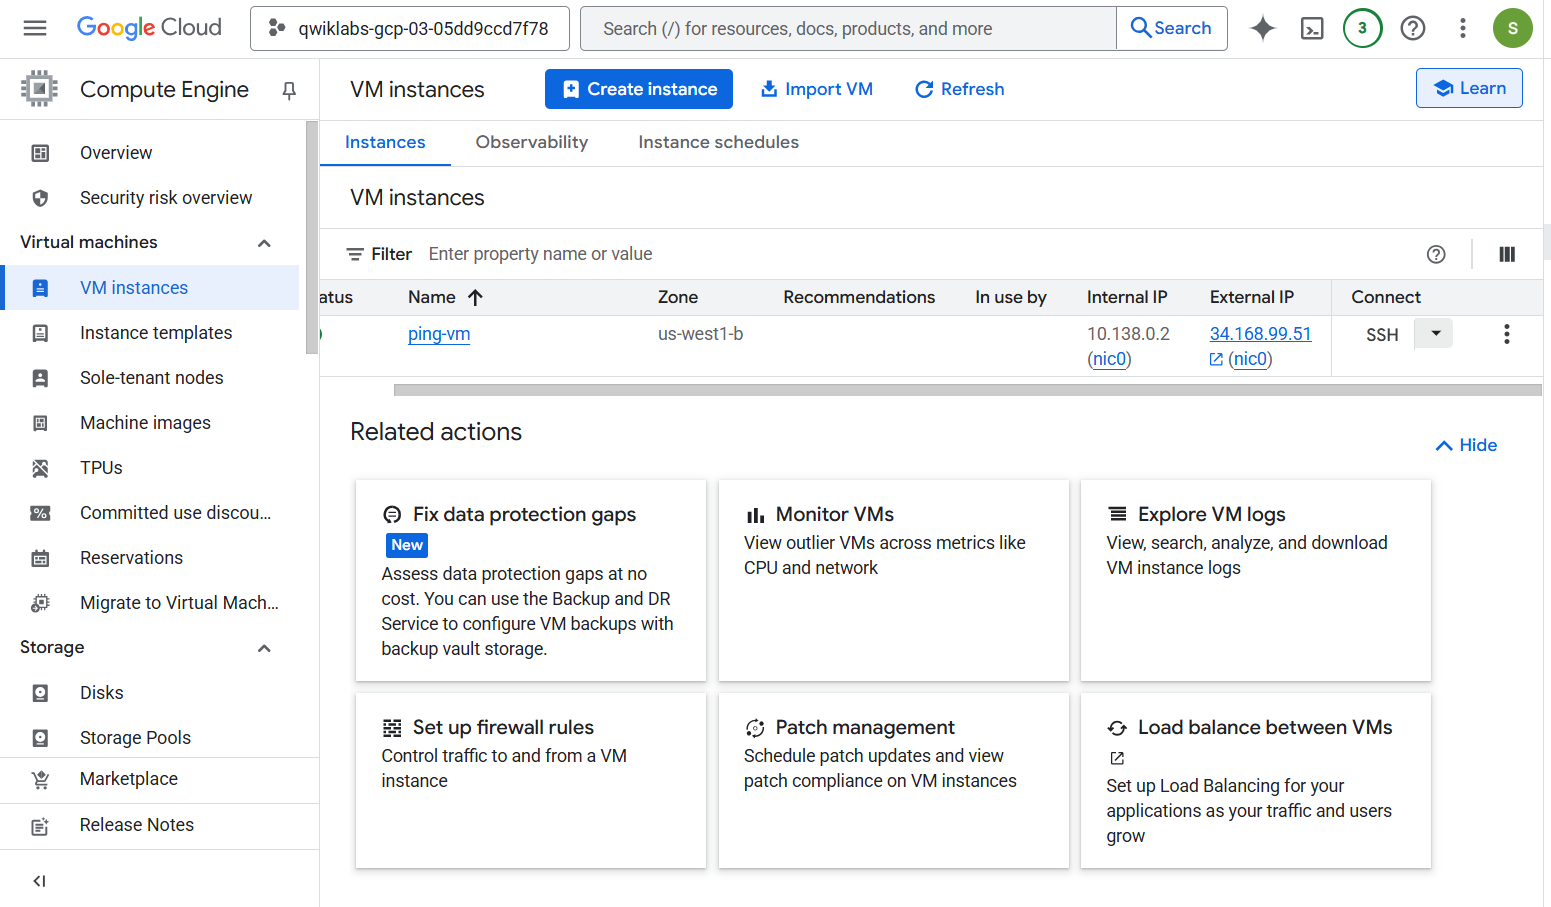 Google Cloud
qwiklabs-gcp-03-05dd9ccd7f78
Search (/) for resources, docs, products, and more
Search
3
S
Compute Engine
VM instances
Create instance
Import VM
Refresh
Learn
Overview
Security risk overview
Virtual machines
VM instances
Instance templates
Sole-tenant nodes
Machine images
TPUs
Committed use discou...
Reservations
Migrate to Virtual Mach...
Storage
Disks
Storage Pools
Marketplace
Release Notes
Instances
Observability
Instance schedules
VM instances
Filter
Enter property name or value
atus
Name
Zone
Recommendations
In use by
Internal IP
External IP
Connect
ping-vm
us-west1-b
10.138.0.2
(nic0)
34.168.99.51
(nic0)
SSH
Related actions
Hide
Fix data protection gaps
New
Assess data protection gaps at no
cost. You can use the Backup and DR
Service to configure VM backups with
backup vault storage.
Monitor VMs
View outlier VMs across metrics like
CPU and network
Explore VM logs
View, search, analyze, and download
VM instance logs
Set up firewall rules
Control traffic to and from a VM
instance
Patch management
Schedule patch updates and view
patch compliance on VM instances
Load balance between VMs
Set up Load Balancing for your
applications as your traffic and users
grow